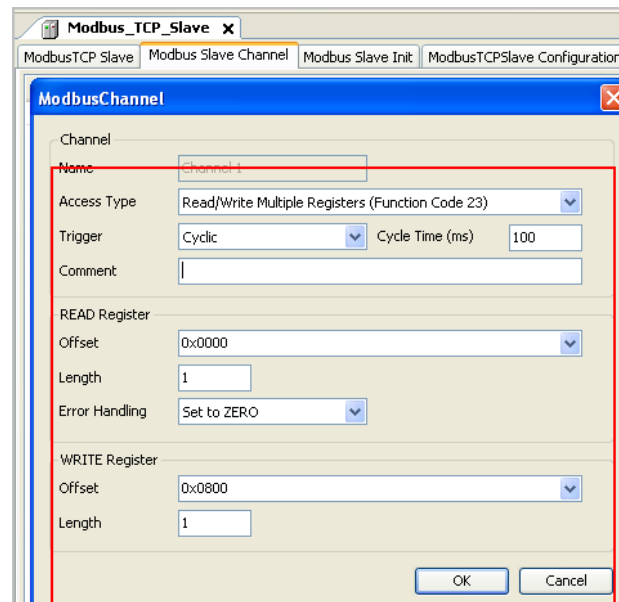 Modbus_TCP_Slave x
ModbusTCP Slave Modbus Slave Channel Modbus Slave Init ModbusTCPSlave Configuration
ModbusChannel
Channel
Name Channel 1
Access Type Read/Write Multiple Registers (Function Code 23)
Trigger Cyclic Cycle Time (ms) 100
Comment
READ Register
Offset 0x0000
Length 1
Error Handling Set to ZERO
WRITE Register
Offset 0x0800
Length 1
OK Cancel